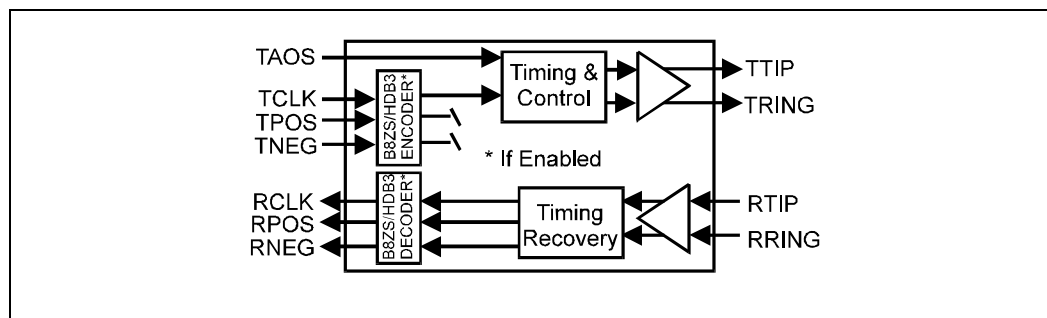 TAOS
TCLK
TPOS
TNEG
B8ZS/HDB3
ENCODER*
Timing &
Control
TTIP
TRING
* If Enabled
RCLK
RPOS
RNEG
B8ZS/HDB3
DECODER*
Timing
Recovery
RTIP
RRING